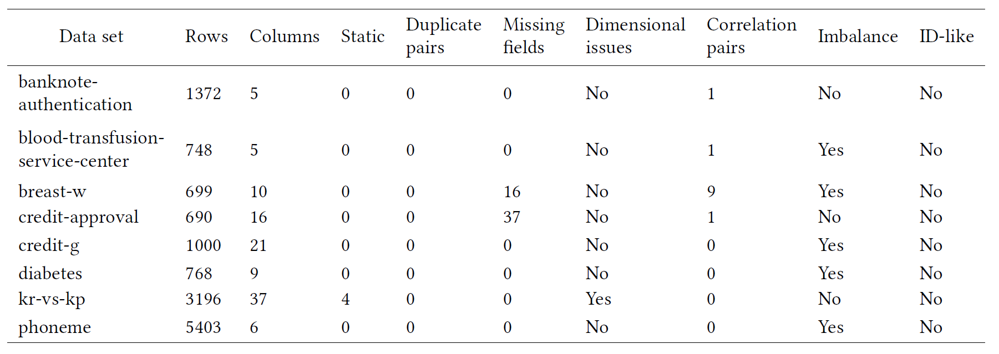 Data set Rows Columns Static Duplicate pairs Missing fields Dimensional issues Correlation pairs Imbalance ID-like
banknote-
authentication 1372 5 0 0 0 No 1 No No
blood-transfusion-
service-center 748 5 0 0 0 No 1 Yes No
breast-w 699 10 0 0 16 No 9 Yes No
credit-approval 690 16 0 0 37 No 1 No No
credit-g 1000 21 0 0 0 No 0 Yes No
diabetes 768 9 0 0 0 No 0 Yes No
kr-vs-kp 3196 37 4 0 0 Yes 0 No No
phoneme 5403 6 0 0 0 No 0 Yes No